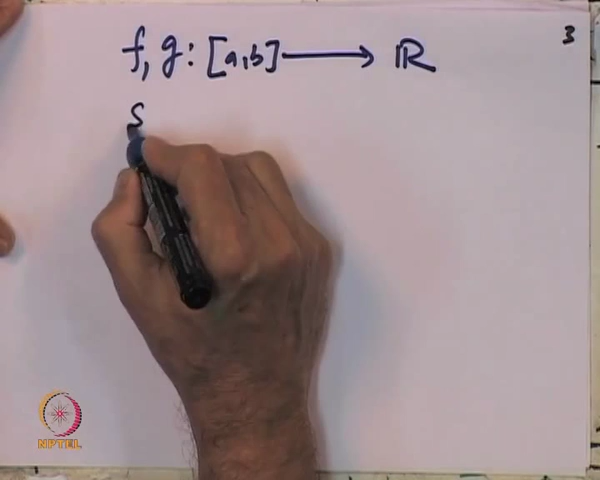 3
f, g : [a,b] ⟶ ℝ
S
NPTEL